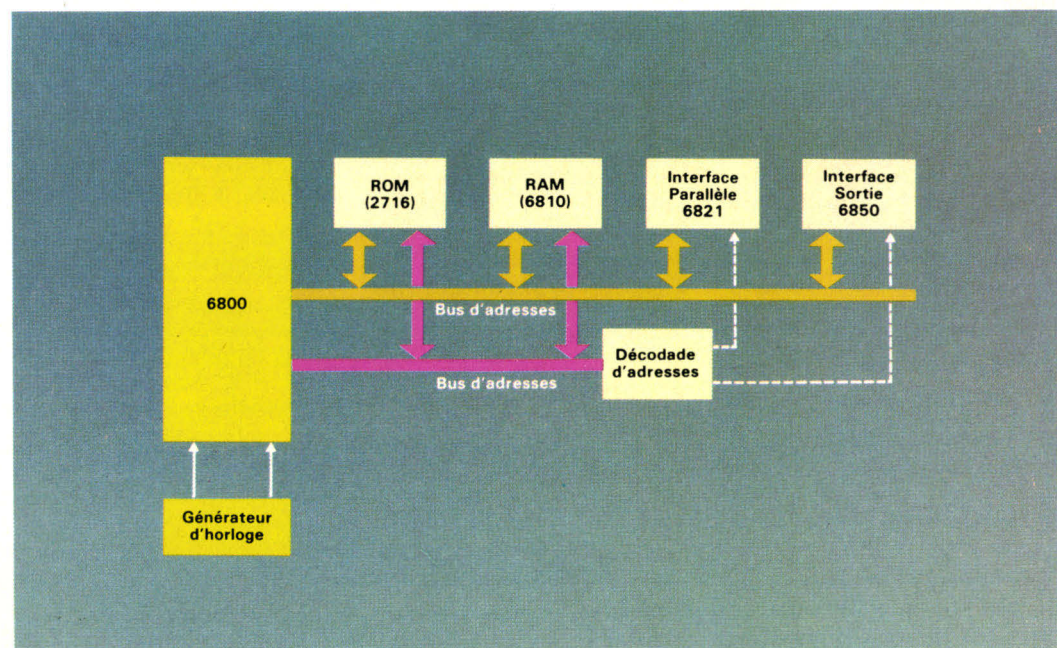 ROM
(2716)
RAM
(6810)
Interface
Parallèle
6821
Interface
Sortie
6850
6800
Bus d'adresses
Bus d'adresses
Décodade
d'adresses
Générateur
d'horloge